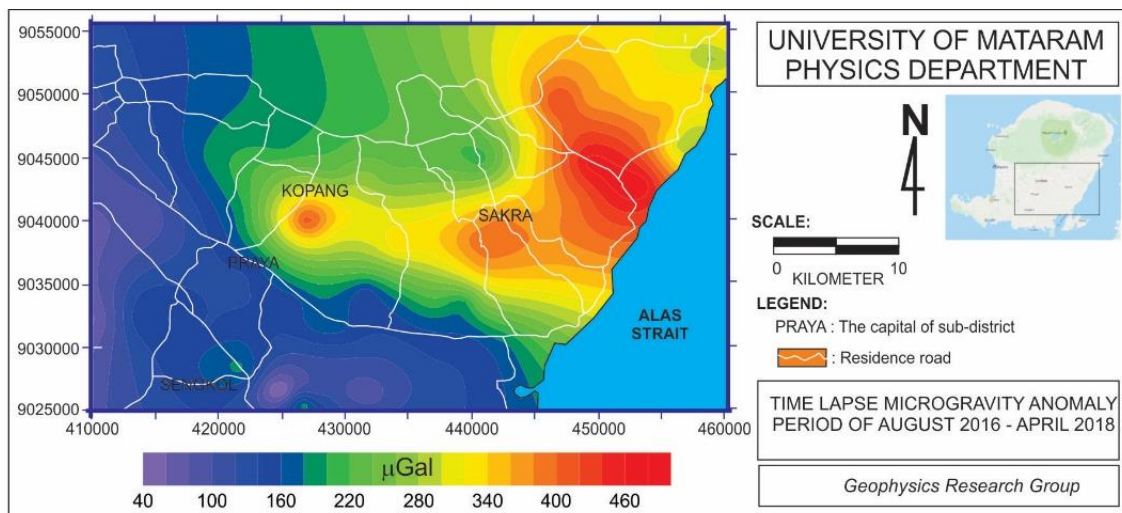 9055000
9050000
9045000
9040000
9035000
9030000
9025000
KOPANG
SAKRA
PRAYA
SENGKOL
ALAS
STRAIT
410000 420000 430000 440000 450000 460000
µGal
40 100 160 220 280 340 400 460
UNIVERSITY OF MATARAM
PHYSICS DEPARTMENT
N
SCALE:
0 10
KILOMETER
LEGEND:
PRAYA : The capital of sub-district
: Residence road
TIME LAPSE MICROGRAVITY ANOMALY
PERIOD OF AUGUST 2016 - APRIL 2018
Geophysics Research Group